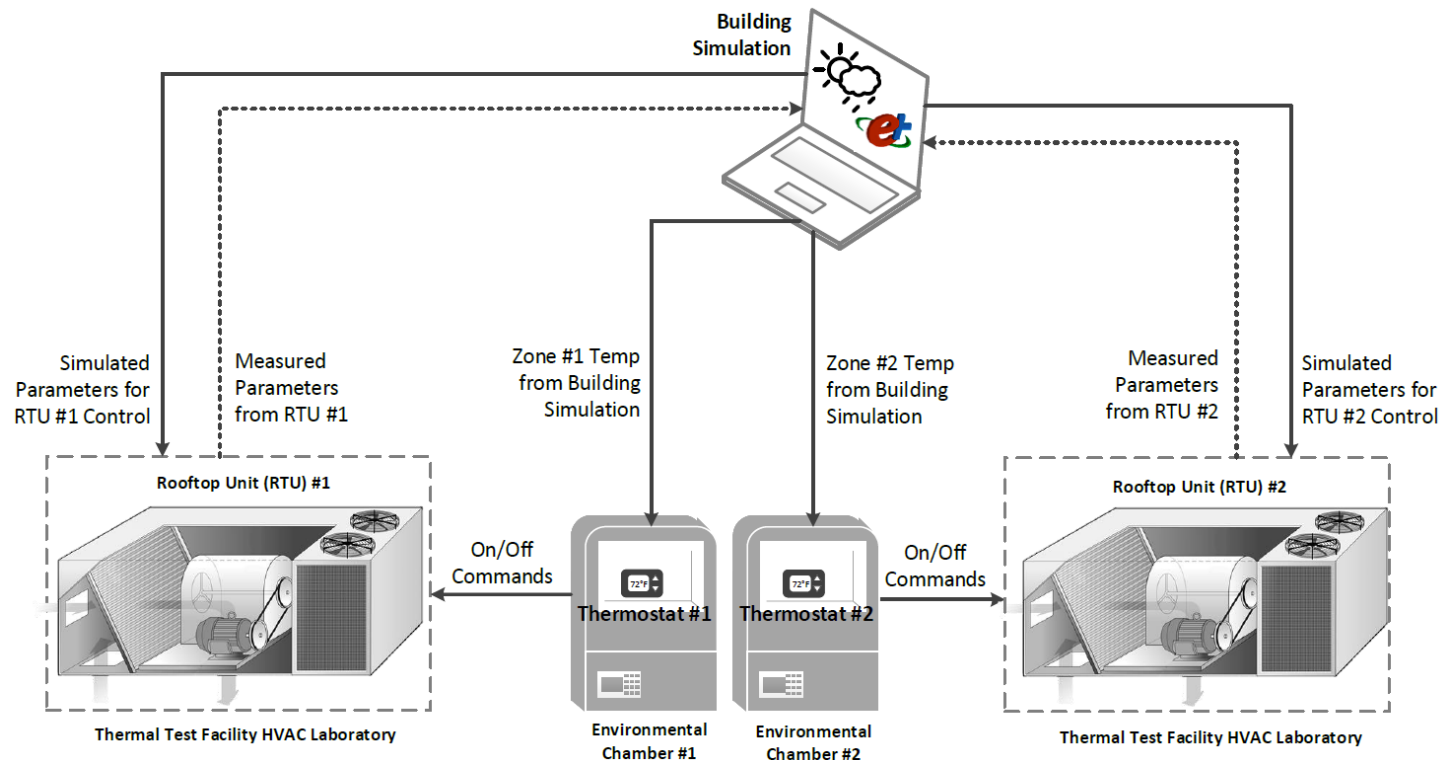 Building
Simulation
e+
Simulated
Parameters for
RTU #1 Control
Measured
Parameters
from RTU #1
Zone #1 Temp
from Building
Simulation
Zone #2 Temp
from Building
Simulation
Measured
Parameters
from RTU #2
Simulated
Parameters for
RTU #2 Control
Rooftop Unit (RTU) #1
On/Off
Commands
72°F
Thermostat #1
72°F
Thermostat #2
On/Off
Commands
Rooftop Unit (RTU) #2
Thermal Test Facility HVAC Laboratory
Environmental
Chamber #1
Environmental
Chamber #2
Thermal Test Facility HVAC Laboratory